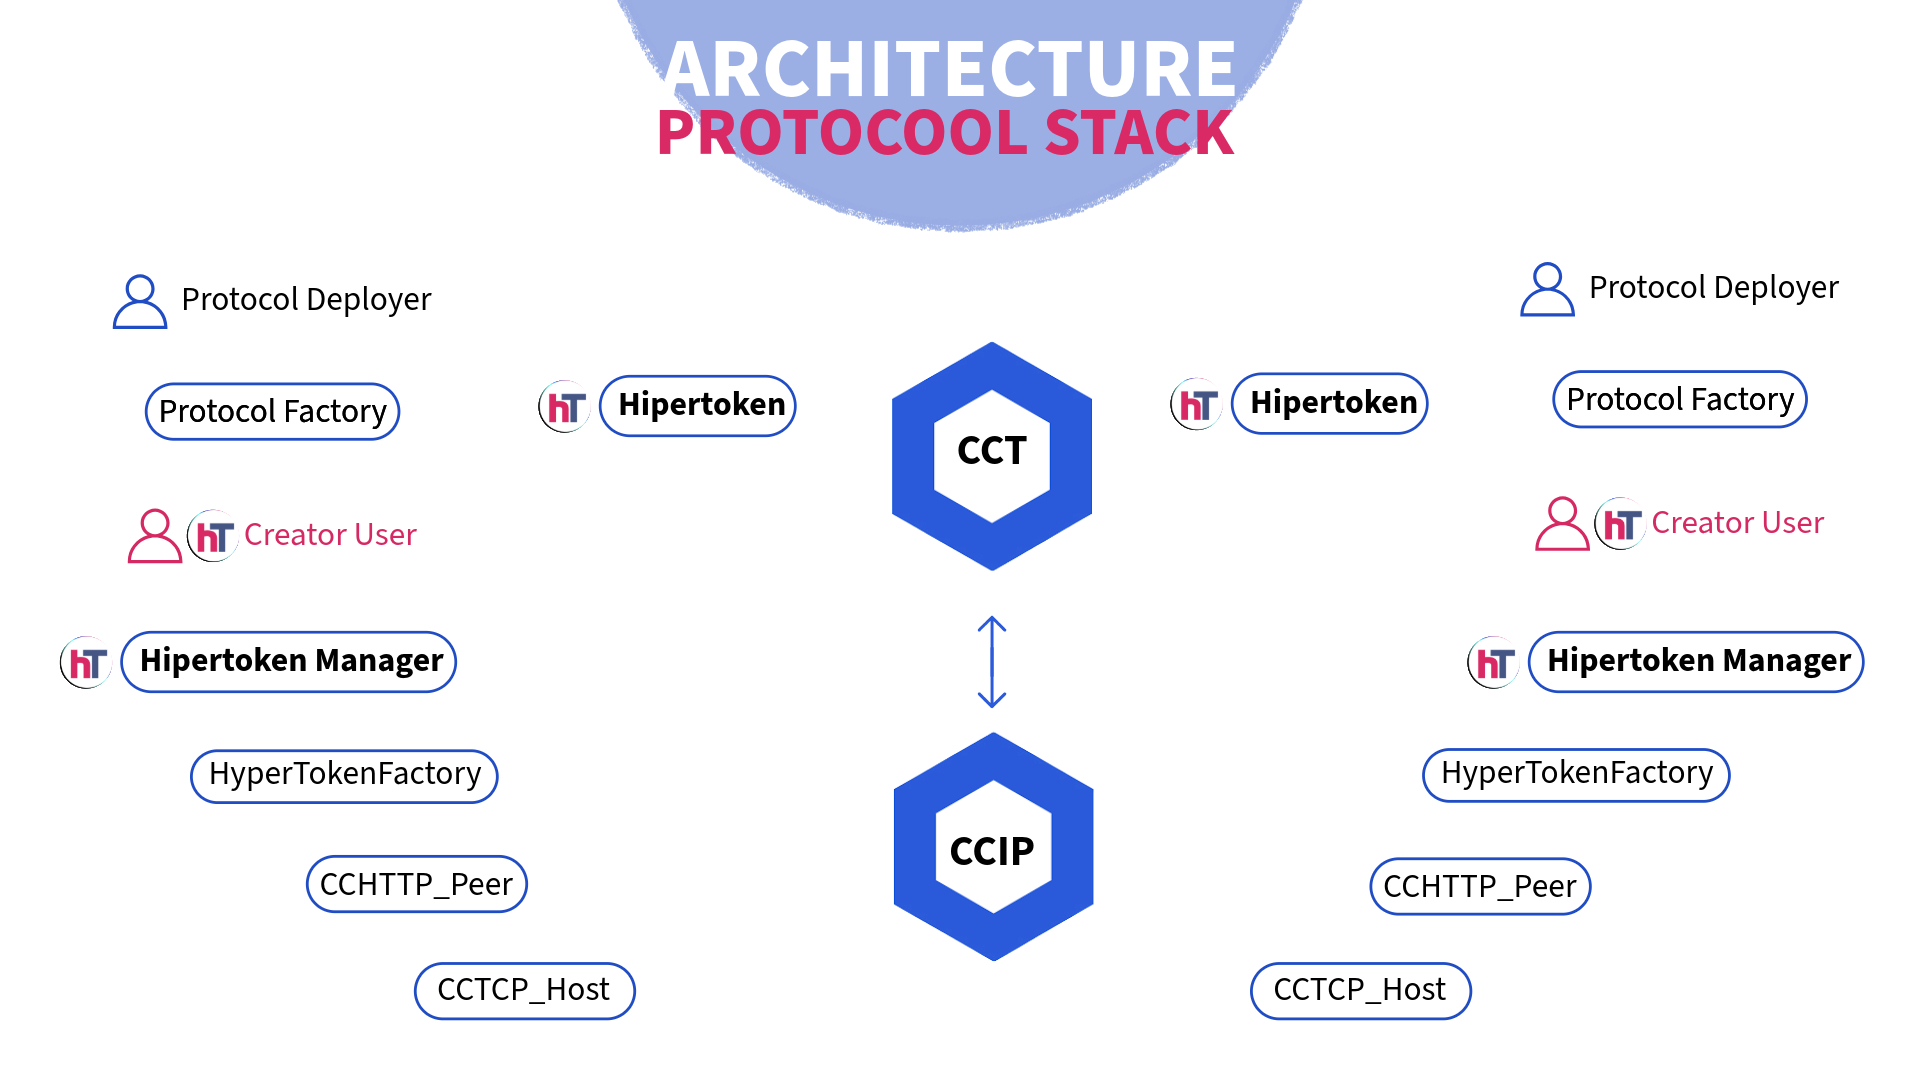 ARCHITECTURE
PROTOCOOL STACK
Protocol Deployer
Protocol Factory
hT Creator User
hT Hipertoken Manager
HyperTokenFactory
CCHTTP_Peer
CCTCP_Host
hT Hipertoken
CCT
CCIP
hT Hipertoken
Protocol Deployer
Protocol Factory
hT Creator User
hT Hipertoken Manager
HyperTokenFactory
CCHTTP_Peer
CCTCP_Host